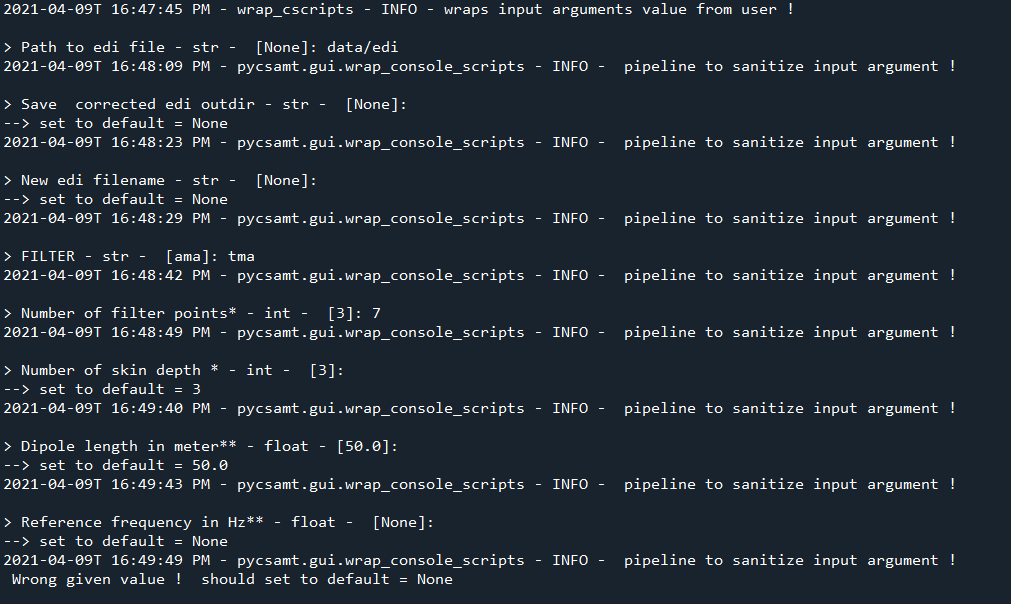 2021-04-09T 16:47:45 PM - wrap_cscripts - INFO - wraps input arguments value from user !
> Path to edi file - str -  [None]: data/edi
2021-04-09T 16:48:09 PM - pycsamt.gui.wrap_console_scripts - INFO -  pipeline to sanitize input argument !
> Save  corrected edi outdir - str -  [None]:
--> set to default = None
2021-04-09T 16:48:23 PM - pycsamt.gui.wrap_console_scripts - INFO -  pipeline to sanitize input argument !
> New edi filename - str -  [None]:
--> set to default = None
2021-04-09T 16:48:29 PM - pycsamt.gui.wrap_console_scripts - INFO -  pipeline to sanitize input argument !
> FILTER - str -  [ama]: tma
2021-04-09T 16:48:42 PM - pycsamt.gui.wrap_console_scripts - INFO -  pipeline to sanitize input argument !
> Number of filter points* - int -  [3]: 7
2021-04-09T 16:48:49 PM - pycsamt.gui.wrap_console_scripts - INFO -  pipeline to sanitize input argument !
> Number of skin depth * - int -  [3]:
--> set to default = 3
2021-04-09T 16:49:40 PM - pycsamt.gui.wrap_console_scripts - INFO -  pipeline to sanitize input argument !
> Dipole length in meter** - float - [50.0]:
--> set to default = 50.0
2021-04-09T 16:49:43 PM - pycsamt.gui.wrap_console_scripts - INFO -  pipeline to sanitize input argument !
> Reference frequency in Hz** - float -  [None]:
--> set to default = None
2021-04-09T 16:49:49 PM - pycsamt.gui.wrap_console_scripts - INFO -  pipeline to sanitize input argument !
Wrong given value !  should set to default = None